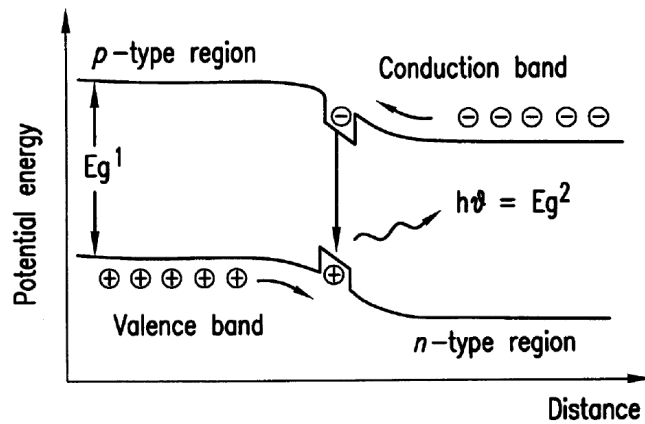 p-type region
Conduction band
Eg¹
Potential energy
hϑ = Eg²
Valence band
n-type region
Distance